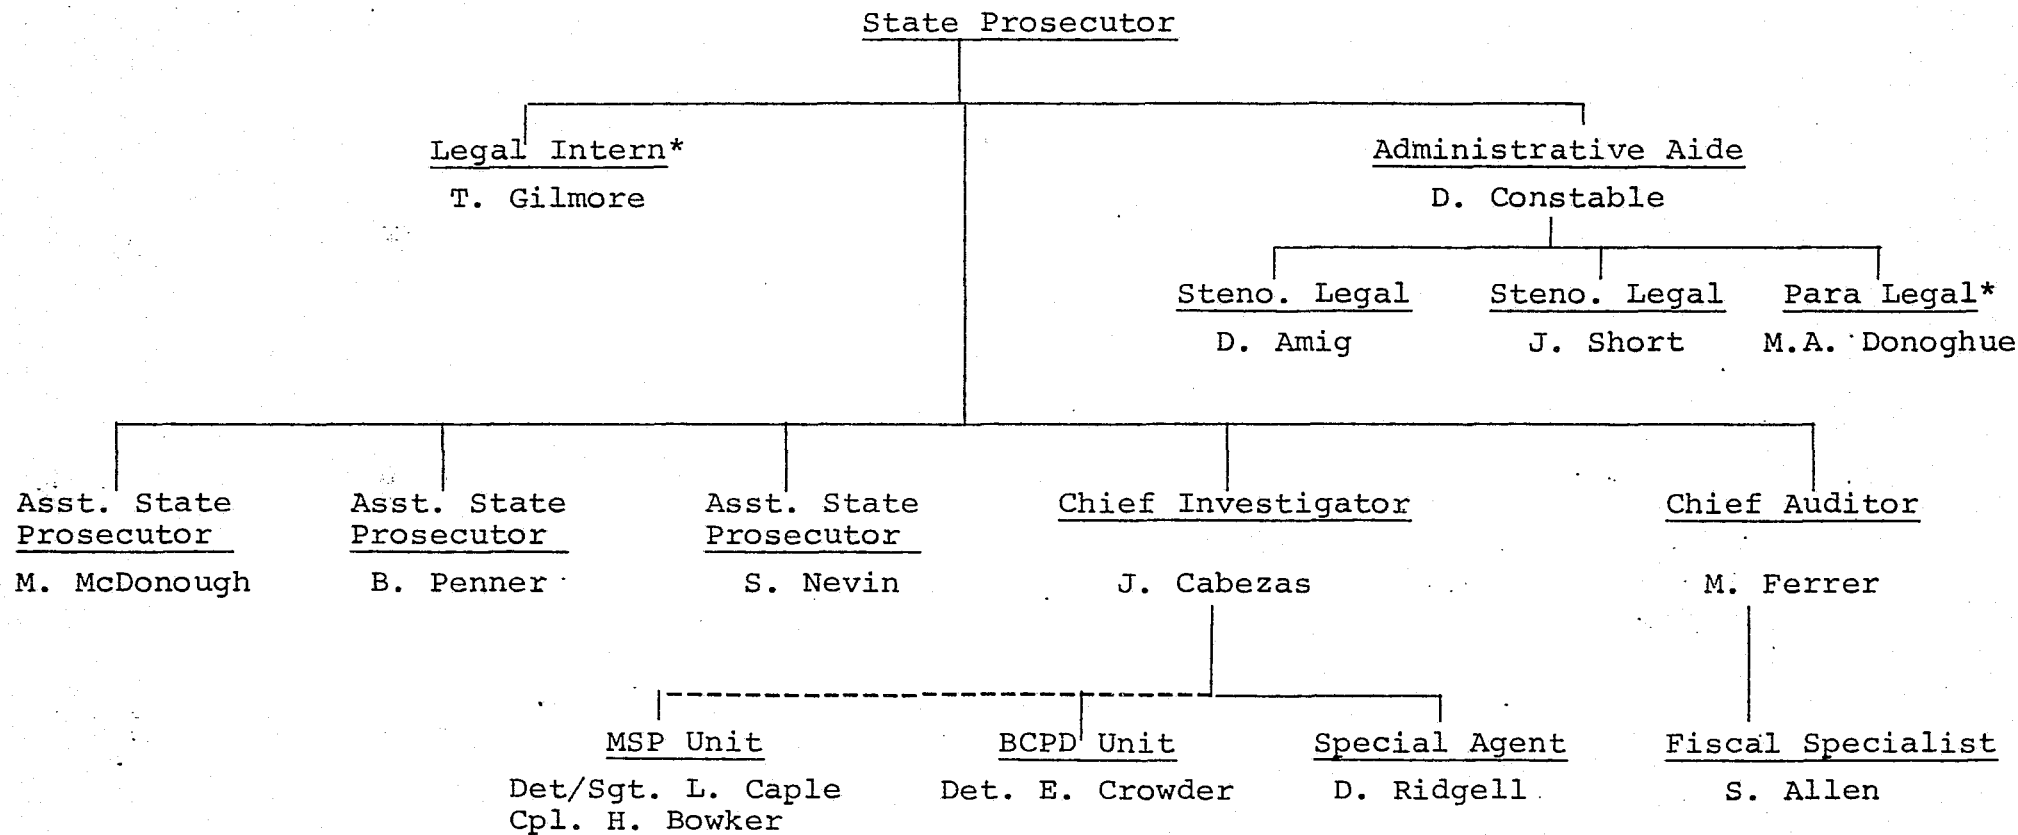 State Prosecutor
Legal Intern*
T. Gilmore
Administrative Aide
D. Constable
Steno. Legal
D. Amig
Steno. Legal
J. Short
Para Legal*
M.A. Donoghue
Asst. State
Prosecutor
M. McDonough
Asst. State
Prosecutor
B. Penner
Asst. State
Prosecutor
S. Nevin
Chief Investigator
J. Cabezas
Chief Auditor
M. Ferrer
MSP Unit
Det/Sgt. L. Caple
Cpl. H. Bowker
BCPD Unit
Det. E. Crowder
Special Agent
D. Ridgell
Fiscal Specialist
S. Allen